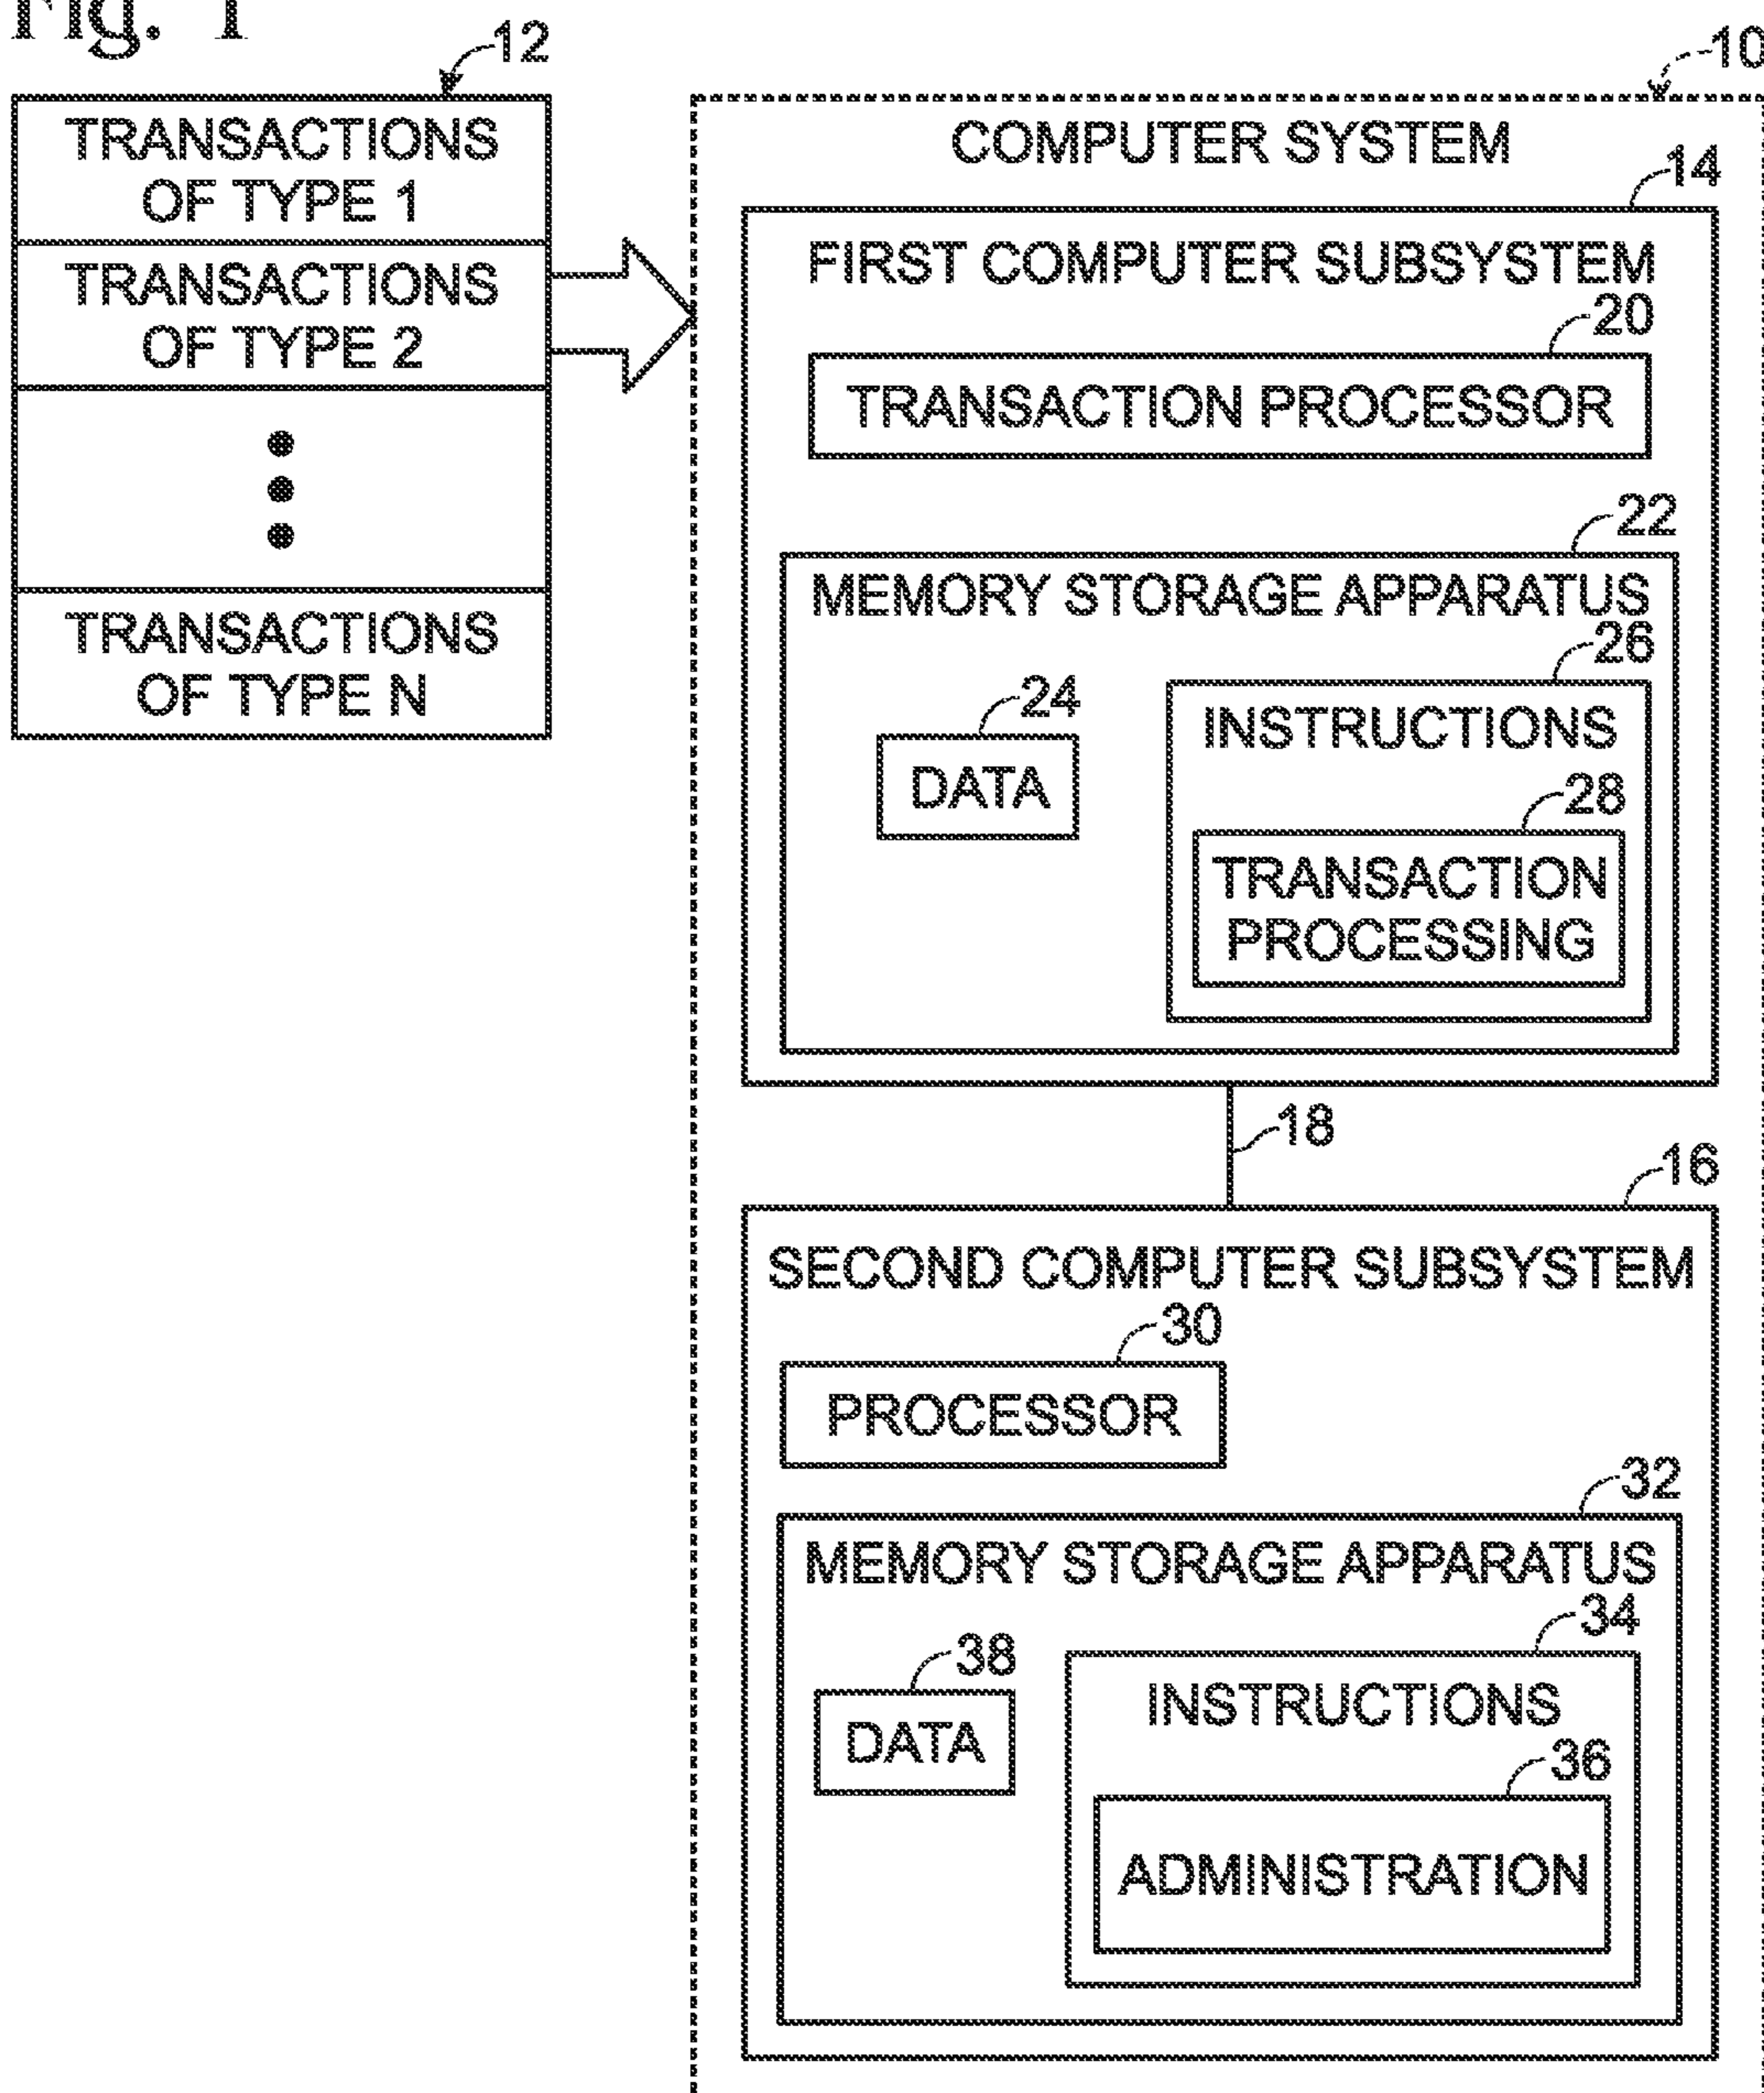 Fig. 1
12
TRANSACTIONS
OF TYPE 1
TRANSACTIONS
OF TYPE 2
TRANSACTIONS
OF TYPE N
10
COMPUTER SYSTEM
14
FIRST COMPUTER SUBSYSTEM
20
TRANSACTION PROCESSOR
22
MEMORY STORAGE APPARATUS
24
DATA
26
INSTRUCTIONS
28
TRANSACTION
PROCESSING
18
16
SECOND COMPUTER SUBSYSTEM
30
PROCESSOR
32
MEMORY STORAGE APPARATUS
38
DATA
34
INSTRUCTIONS
36
ADMINISTRATION